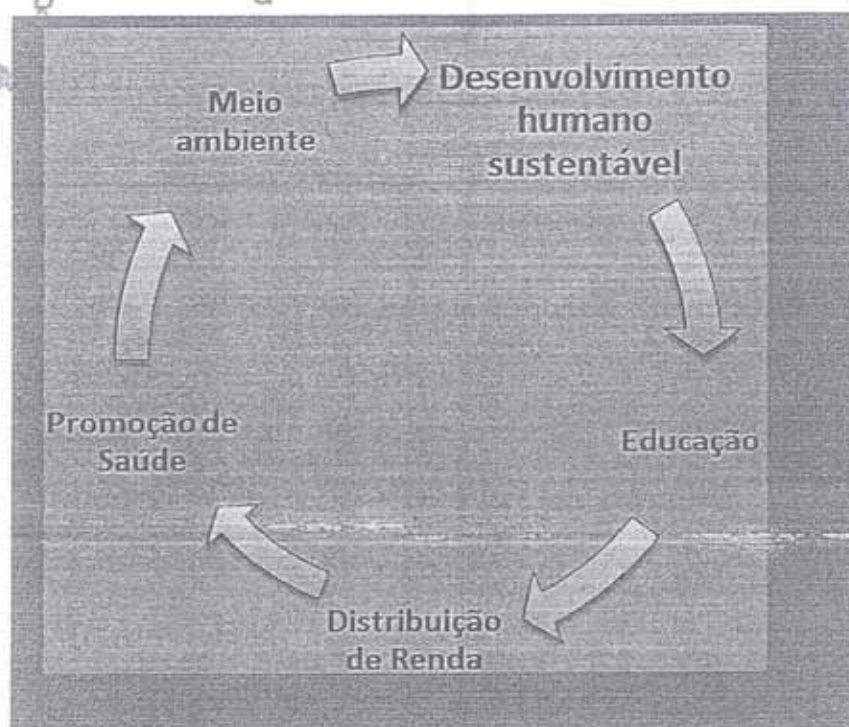 Meio
ambiente
Desenvolvimento
humano
sustentável
Educação
Distribuição
de Renda
Promoção de
Saúde